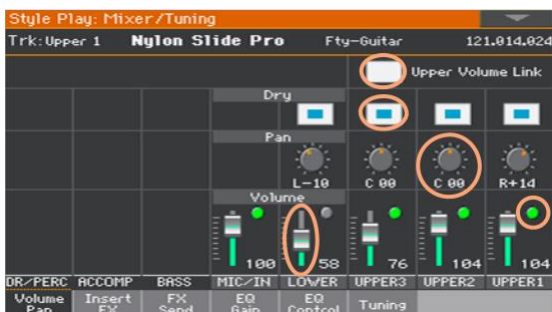 Style Play: Mixer/Tuning
Trk:Upper 1 Nylon Slide Pro Fty-Guitar 121.014.024
Upper Volume Link
Dry
Pan
L-10 C 00 C 00 R+14
Volume
100 58 76 104 104
DR/PERC ACCOMP BASS MIC/IN LOWER UPPER3 UPPER2 UPPER1
Volume Insert FX EQ EQ Tuning
Pan FX Send Gain Control